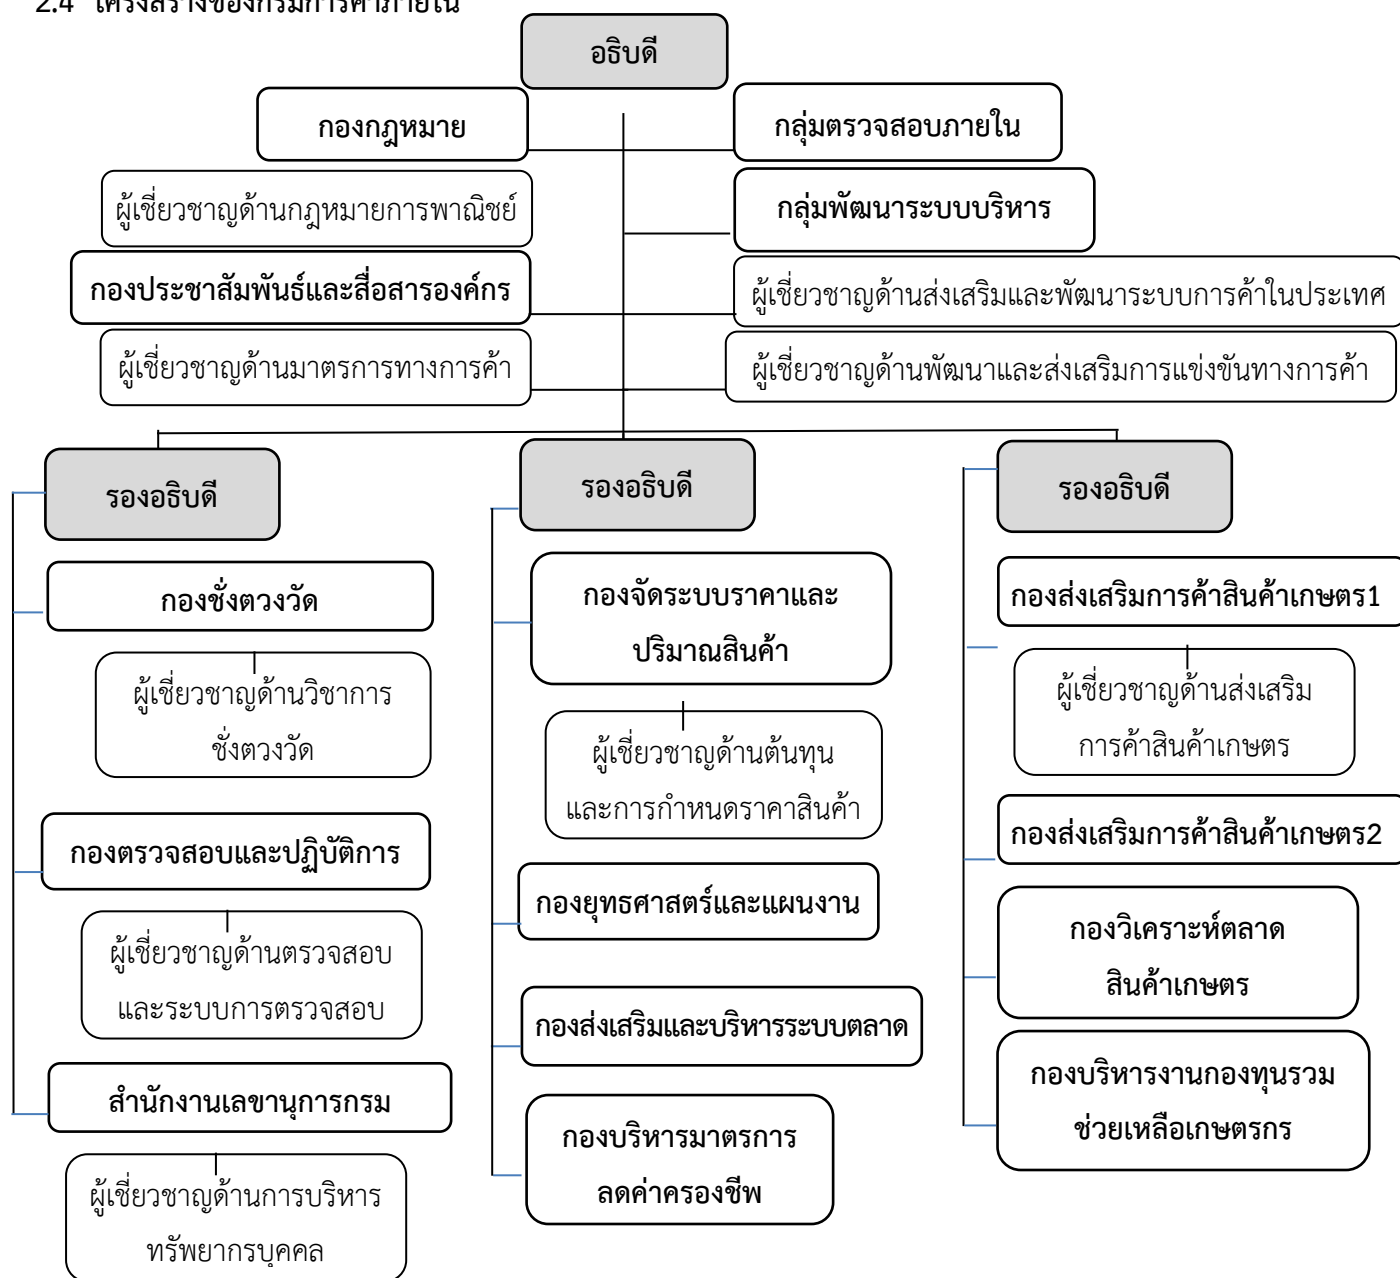 2.4 โครงสร้างของกรมการค้าภายใน
อธิบดี
กองกฎหมาย
กลุ่มตรวจสอบภายใน
ผู้เชี่ยวชาญด้านกฎหมายการพาณิชย์
กลุ่มพัฒนาระบบบริหาร
กองประชาสัมพันธ์และสื่อสารองค์กร
ผู้เชี่ยวชาญด้านส่งเสริมและพัฒนาระบบการค้าในประเทศ
ผู้เชี่ยวชาญด้านมาตรการทางการค้า
ผู้เชี่ยวชาญด้านพัฒนาและส่งเสริมการแข่งขันทางการค้า
รองอธิบดี
กองชั่งตวงวัด
ผู้เชี่ยวชาญด้านวิชาการ
ชั่งตวงวัด
กองตรวจสอบและปฏิบัติการ
ผู้เชี่ยวชาญด้านตรวจสอบ
และระบบการตรวจสอบ
สำนักงานเลขานุการกรม
ผู้เชี่ยวชาญด้านการบริหาร
ทรัพยากรบุคคล
รองอธิบดี
กองจัดระบบราคาและ
ปริมาณสินค้า
ผู้เชี่ยวชาญด้านต้นทุน
และการกำหนดราคาสินค้า
กองยุทธศาสตร์และแผนงาน
กองส่งเสริมและบริหารระบบตลาด
กองบริหารมาตรการ
ลดค่าครองชีพ
รองอธิบดี
กองส่งเสริมการค้าสินค้าเกษตร1
ผู้เชี่ยวชาญด้านส่งเสริม
การค้าสินค้าเกษตร
กองส่งเสริมการค้าสินค้าเกษตร2
กองวิเคราะห์ตลาด
สินค้าเกษตร
กองบริหารงานกองทุนรวม
ช่วยเหลือเกษตรกร